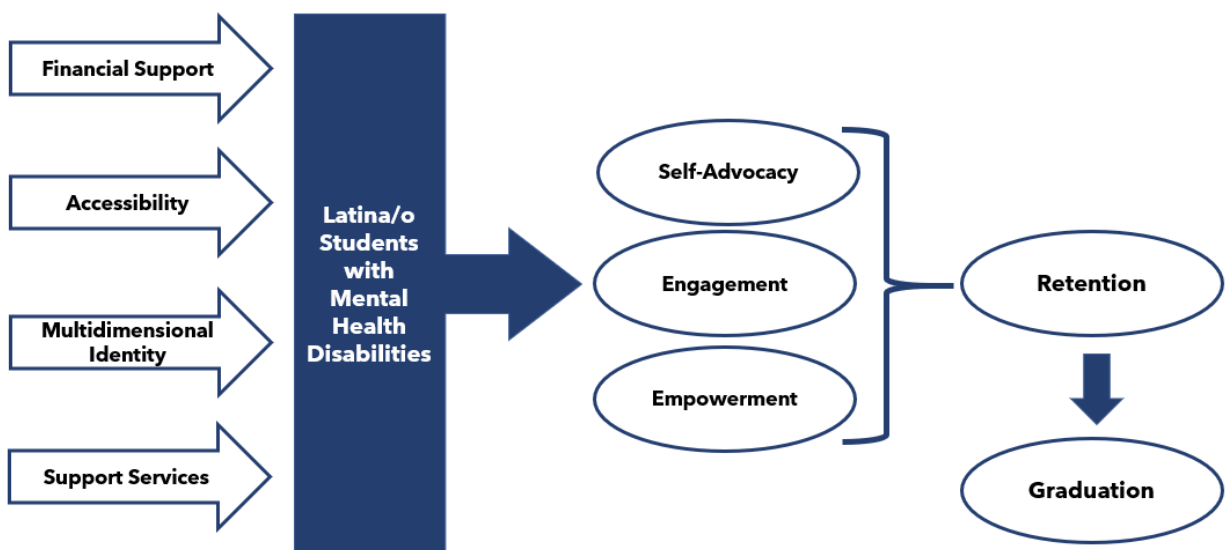 Financial Support
Accessibility
Multidimensional
Identity
Support Services
Latina/o
Students
with
Mental
Health
Disabilities
Self-Advocacy
Engagement
Empowerment
Retention
Graduation